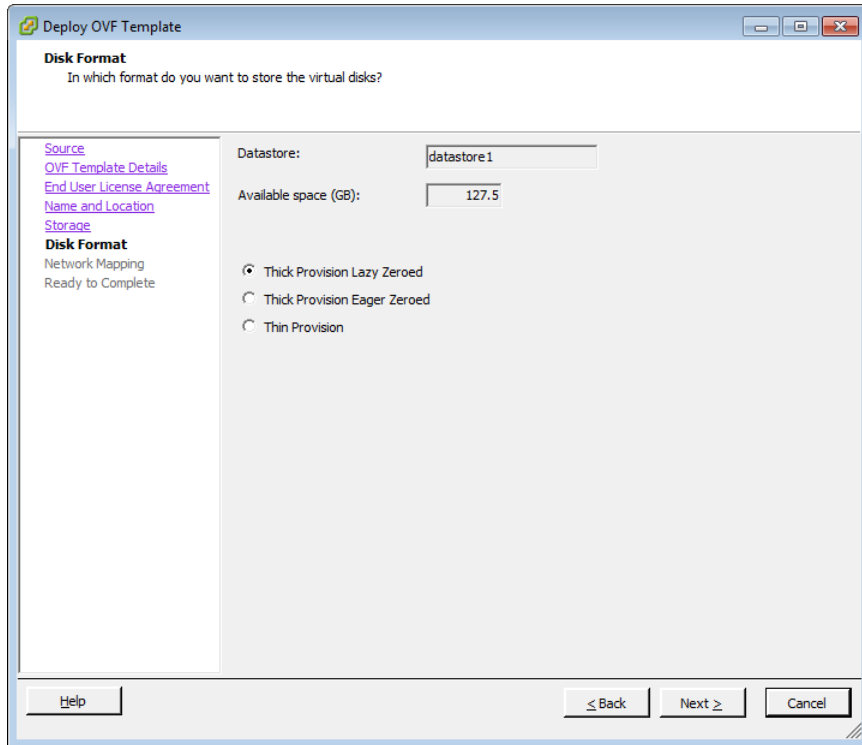 Deploy OVF Template
Disk Format
In which format do you want to store the virtual disks?
Source
OVF Template Details
End User License Agreement
Name and Location
Storage
Disk Format
Network Mapping
Ready to Complete
Datastore: datastore1
Available space (GB): 127.5
Thick Provision Lazy Zeroed
Thick Provision Eager Zeroed
Thin Provision
Help < Back Next > Cancel